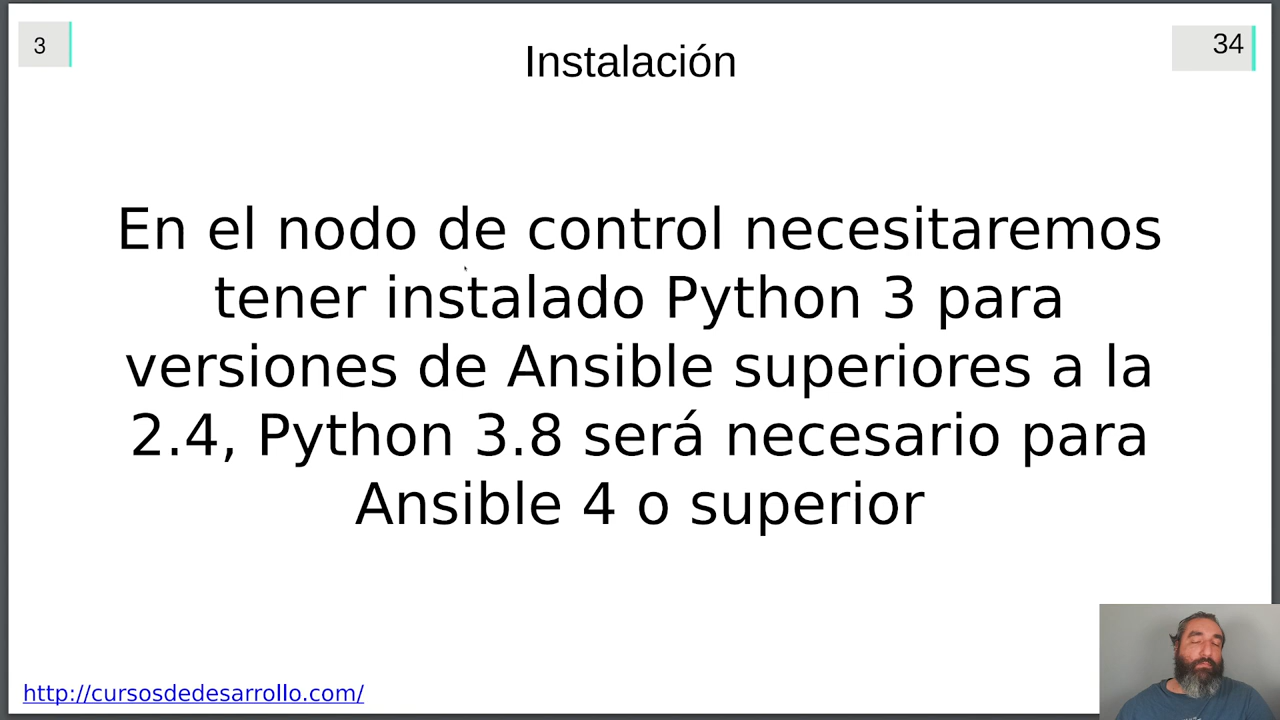 3
Instalación
34
En el nodo de control necesitaremos
tener instalado Python 3 para
versiones de Ansible superiores a la
2.4, Python 3.8 será necesario para
Ansible 4 o superior
http://cursosdedesarrollo.com/